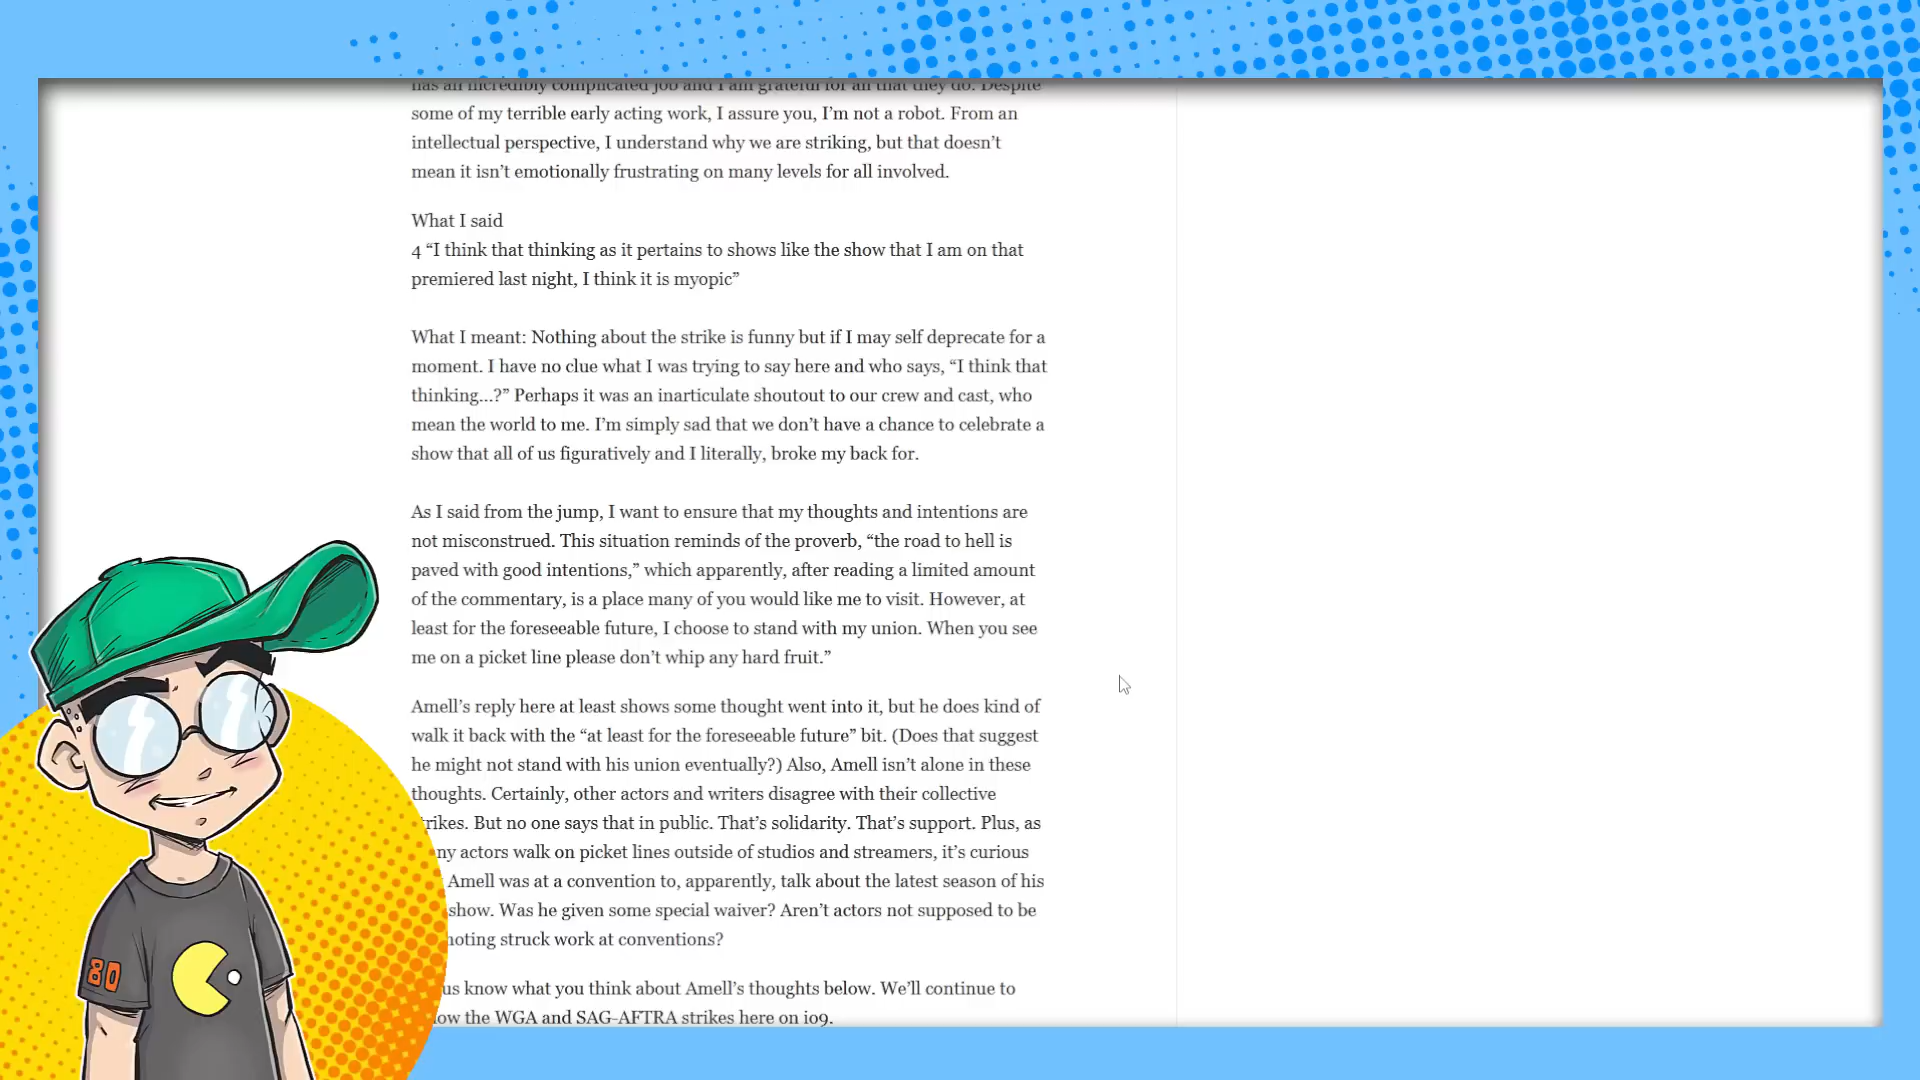 has an incredibly complicated job and I am grateful for all that they do. Despite
some of my terrible early acting work, I assure you, I’m not a robot. From an
intellectual perspective, I understand why we are striking, but that doesn’t
mean it isn’t emotionally frustrating on many levels for all involved.
What I said
4 “I think that thinking as it pertains to shows like the show that I am on that
premiered last night, I think it is myopic”
What I meant: Nothing about the strike is funny but if I may self deprecate for a
moment. I have no clue what I was trying to say here and who says, “I think that
thinking...?” Perhaps it was an inarticulate shoutout to our crew and cast, who
mean the world to me. I’m simply sad that we don’t have a chance to celebrate a
show that all of us figuratively and I literally, broke my back for.
As I said from the jump, I want to ensure that my thoughts and intentions are
not misconstrued. This situation reminds of the proverb, “the road to hell is
paved with good intentions,” which apparently, after reading a limited amount
of the commentary, is a place many of you would like me to visit. However, at
least for the foreseeable future, I choose to stand with my union. When you see
me on a picket line please don’t whip any hard fruit.”
Amell’s reply here at least shows some thought went into it, but he does kind of
walk it back with the “at least for the foreseeable future” bit. (Does that suggest
he might not stand with his union eventually?) Also, Amell isn’t alone in these
thoughts. Certainly, other actors and writers disagree with their collective
rikes. But no one says that in public. That’s solidarity. That’s support. Plus, as
ny actors walk on picket lines outside of studios and streamers, it’s curious
Amell was at a convention to, apparently, talk about the latest season of his
show. Was he given some special waiver? Aren’t actors not supposed to be
noting struck work at conventions?
us know what you think about Amell’s thoughts below. We’ll continue to
ow the WGA and SAG-AFTRA strikes here on io9.
80